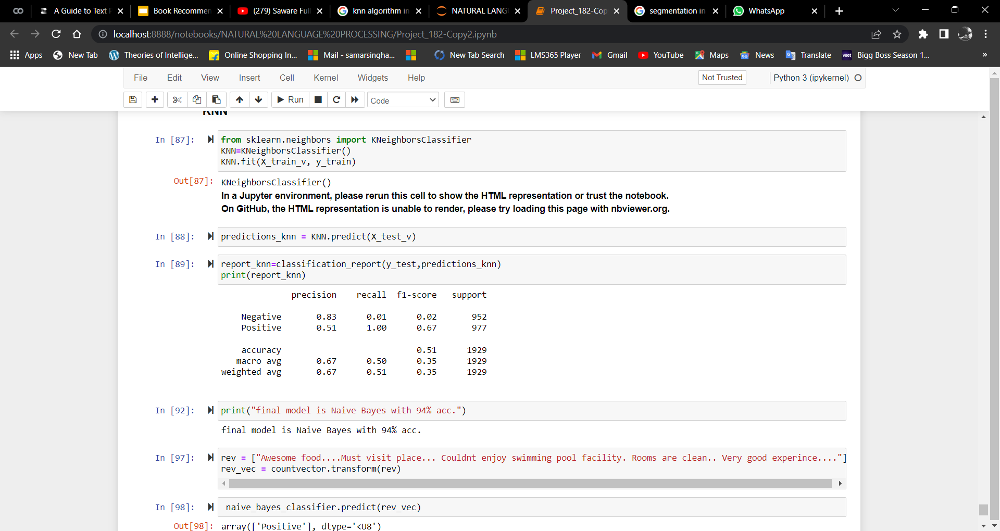 A Guide to Text P
Book Recommen
(279) Saware Full
knn algorithm in
NATURAL LANGU
Project_182-Cop
segmentation in
WhatsApp
localhost:8888/notebooks/NATURAL%20LANGUAGE%20PROCESSING/Project_182-Copy2.ipynb
Apps
New Tab
Theories of Intellige...
Online Shopping In...
Mail - samarsingha...
New Tab Search
LMS365 Player
Gmail
YouTube
Maps
News
Translate
voot
Bigg Boss Season 1...
»
File Edit View Insert Cell Kernel Widgets Help
Not Trusted
Python 3 (ipykernel)
Run
Code
KNN
In [87]:
from sklearn.neighbors import KNeighborsClassifier
KNN=KNeighborsClassifier()
KNN.fit(X_train_v, y_train)
Out[87]: KNeighborsClassifier()
In a Jupyter environment, please rerun this cell to show the HTML representation or trust the notebook.
On GitHub, the HTML representation is unable to render, please try loading this page with nbviewer.org.
In [88]: predictions_knn = KNN.predict(X_test_v)
In [89]: report_knn=classification_report(y_test,predictions_knn)
print(report_knn)
precision recall f1-score support
Negative 0.83 0.01 0.02 952
Positive 0.51 1.00 0.67 977
accuracy 0.51 1929
macro avg 0.67 0.50 0.35 1929
weighted avg 0.67 0.51 0.35 1929
In [92]: print("final model is Naive Bayes with 94% acc.")
final model is Naive Bayes with 94% acc.
In [97]: rev = ["Awesome food....Must visit place... Couldnt enjoy swimming pool facility. Rooms are clean.. Very good experince...."]
rev_vec = countvector.transform(rev)
In [98]: naive_bayes_classifier.predict(rev_vec)
Out[98]: array(['Positive'], dtype='<U8')